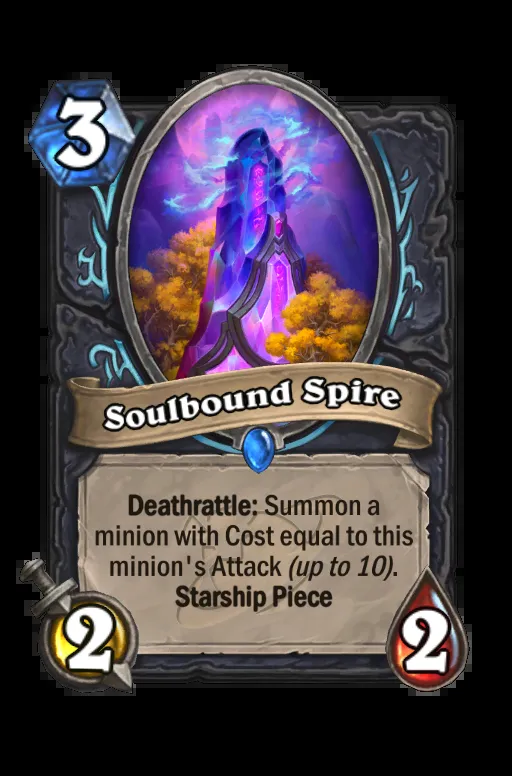 3
Soulbound Spire
Deathrattle: Summon a
minion with Cost equal to this
minion's Attack (up to 10).
Starship Piece
2
2